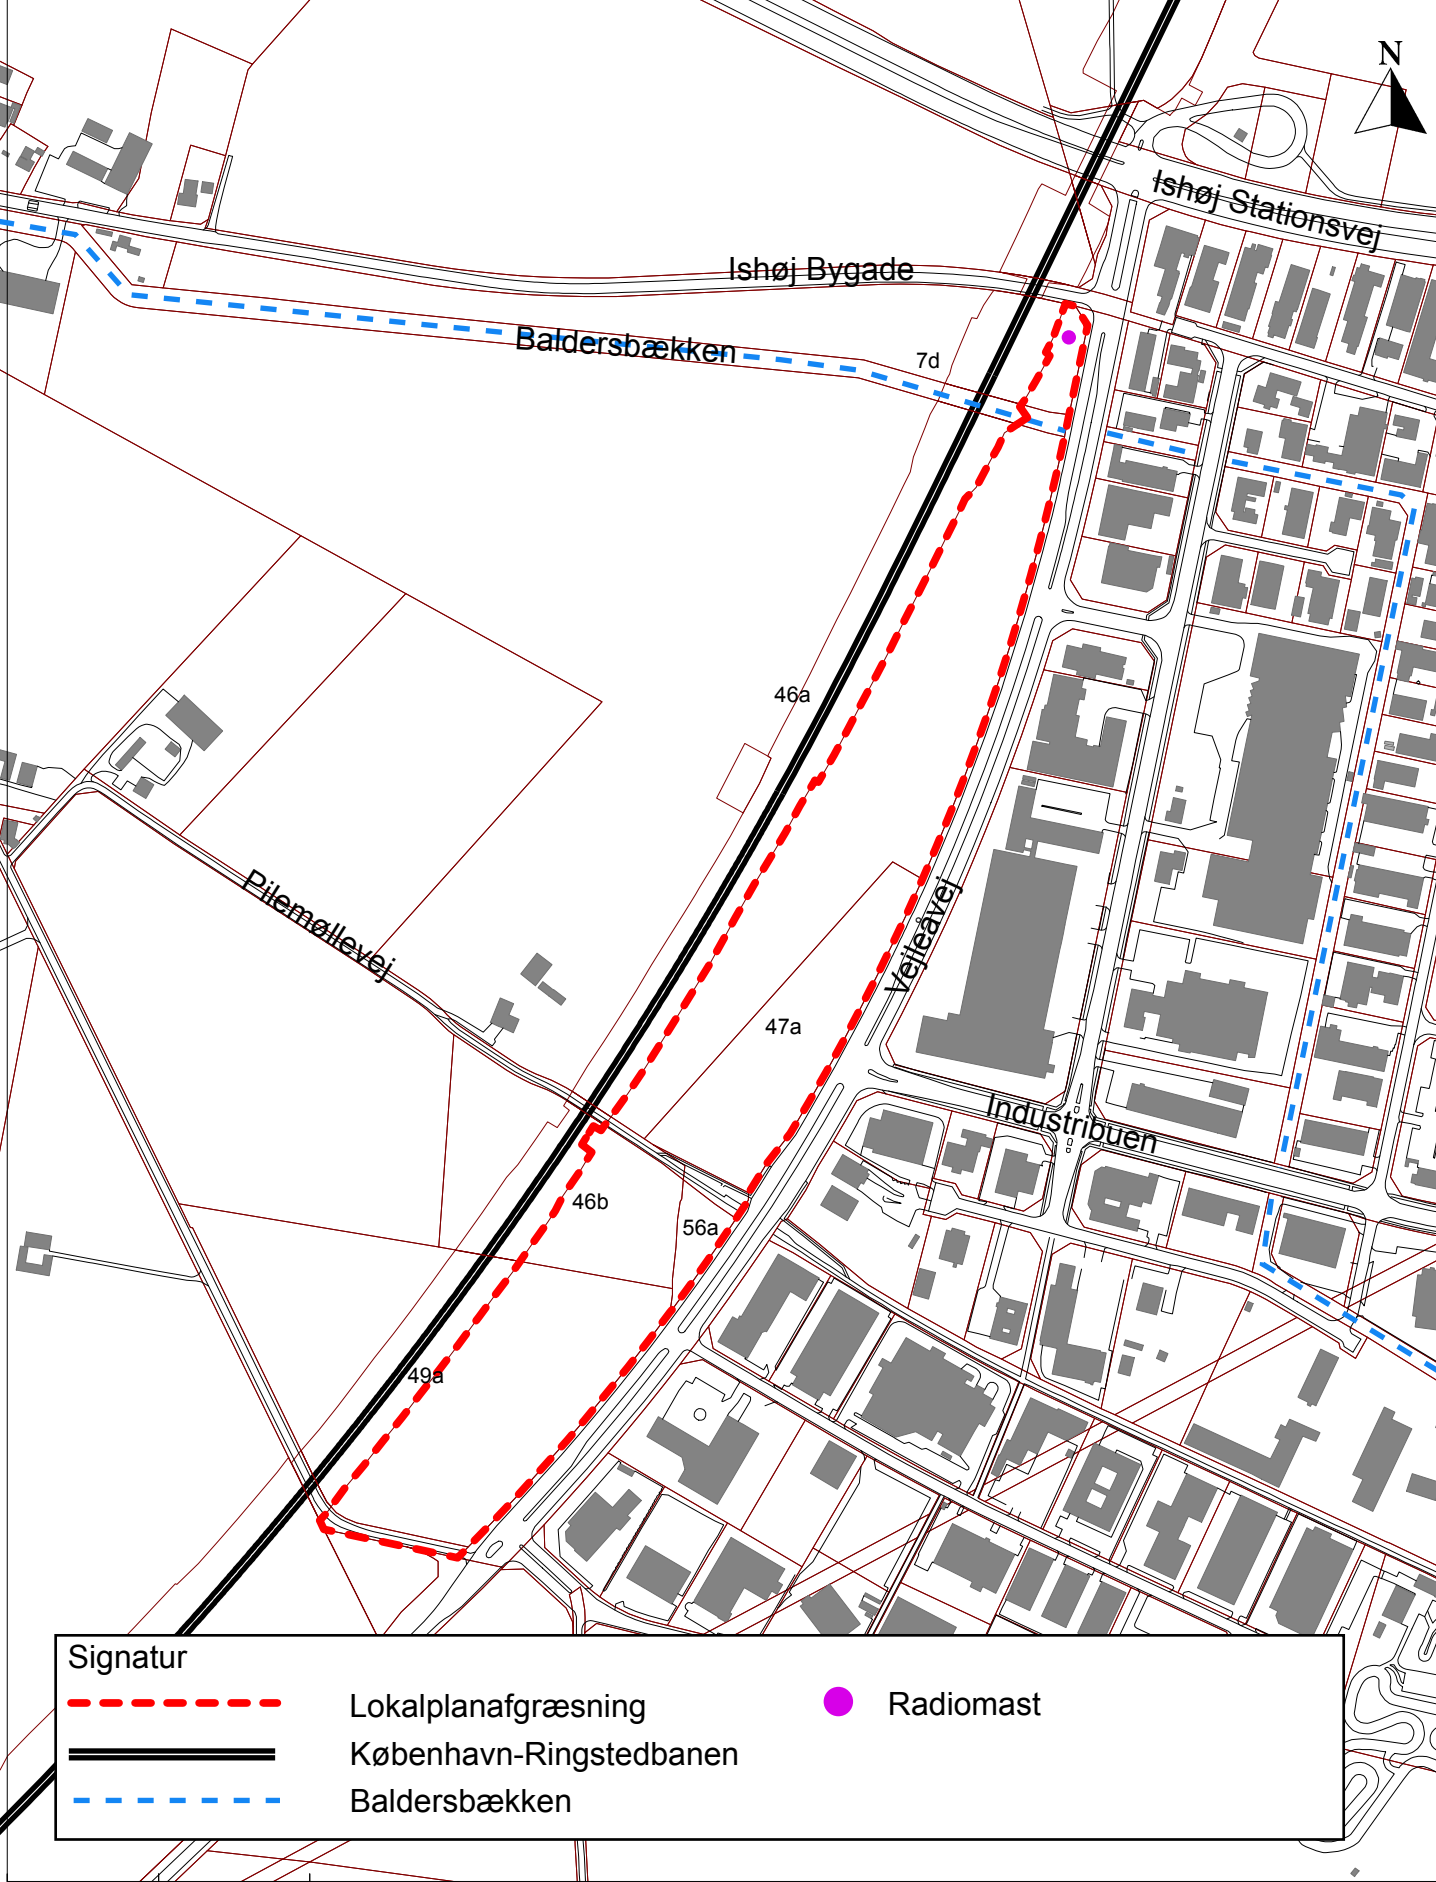 N
Ishøj Stationsvej
Ishøj Bygade
Baldersbækken
7d
46a
Pilemøllevej
Vejleåvej
47a
Industribuen
46b
56a
49a
Signatur
Lokalplanafgræsning
Radiomast
København-Ringstedbanen
Baldersbækken